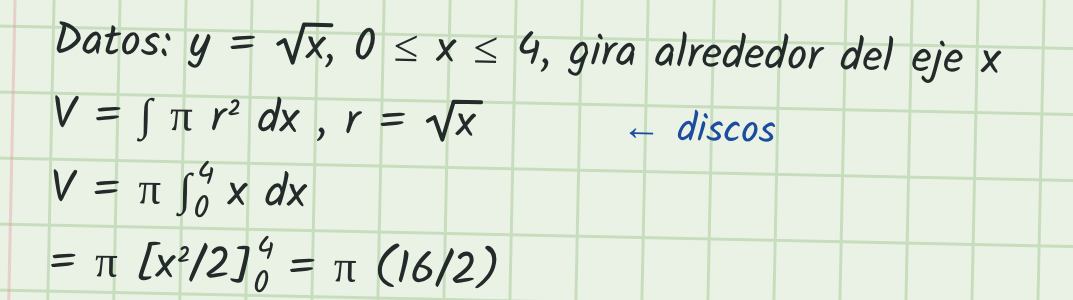 Datos: y = √x, 0 ≤ x ≤ 4, gira alrededor del eje x
V = ∫ π r² dx , r = √x ← discos
V = π ∫₀⁴ x dx
= π [x²/2]₀⁴ = π (16/2)